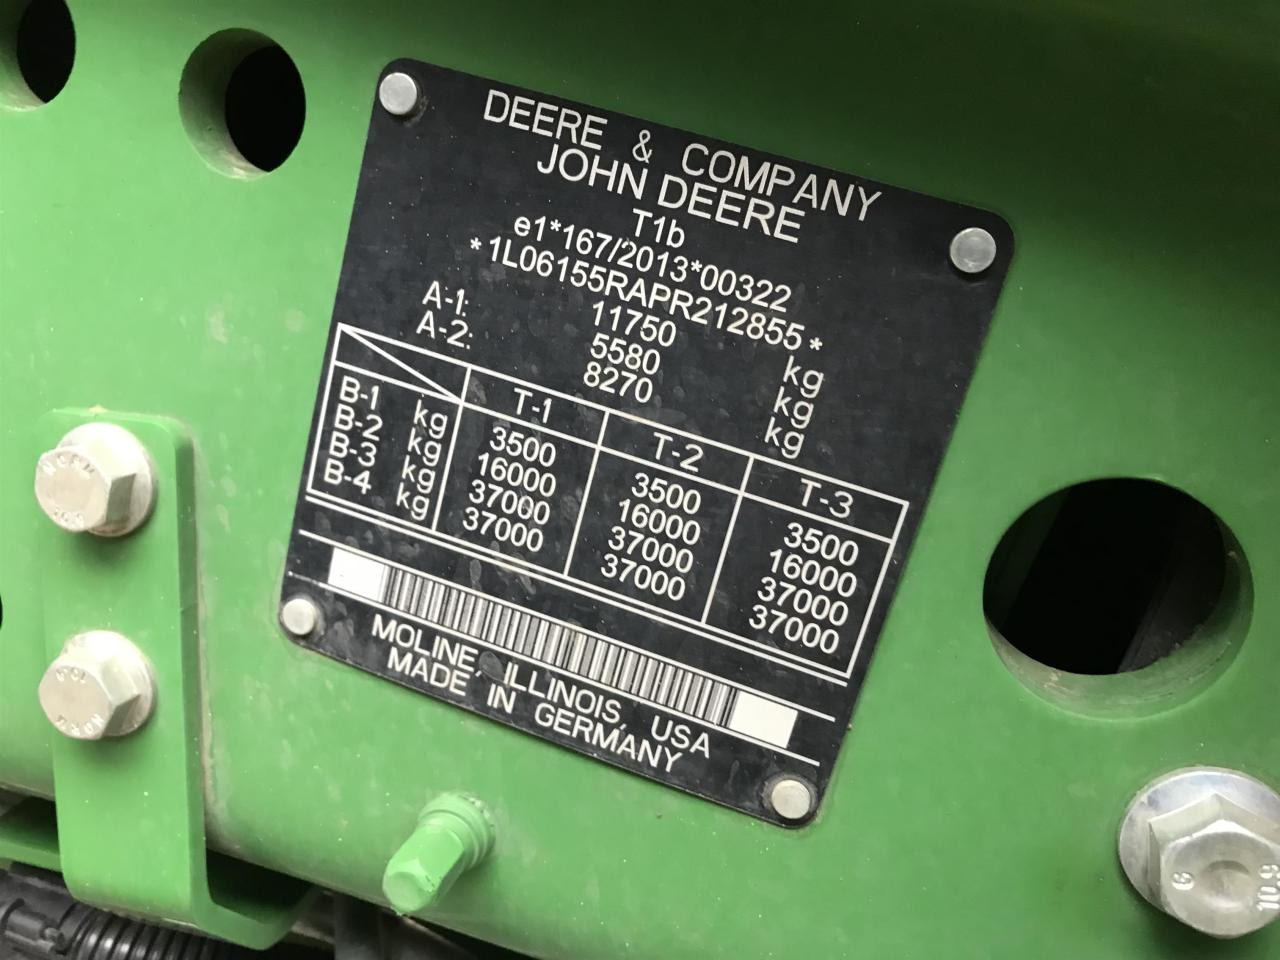 DEERE & COMPANY
JOHN DEERE
T1b
e1*167/2013*00322
*1L06155RAPR212855*
11750 kg
A-1: 5580 kg
A-2: 8270 kg
T-1 T-2 T-3
B-1 kg 3500 3500 3500
B-2 kg 16000 16000 16000
B-3 kg 37000 37000 37000
B-4 kg 37000 37000 37000
MOLINE, ILLINOIS, USA
MADE IN GERMANY
10.9